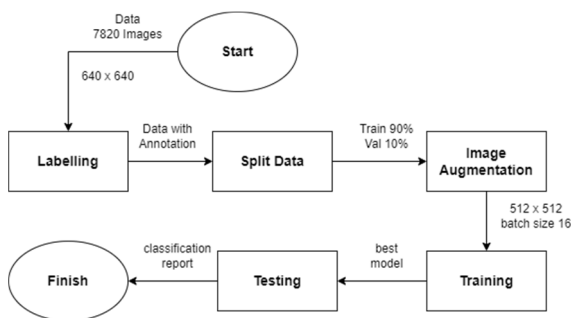 Data
7820 Images
Start
640 x 640
Labelling
Data with
Annotation
Split Data
Train 90%
Val 10%
Image
Augmentation
512 x 512
batch size 16
Training
best
model
Testing
classification
report
Finish